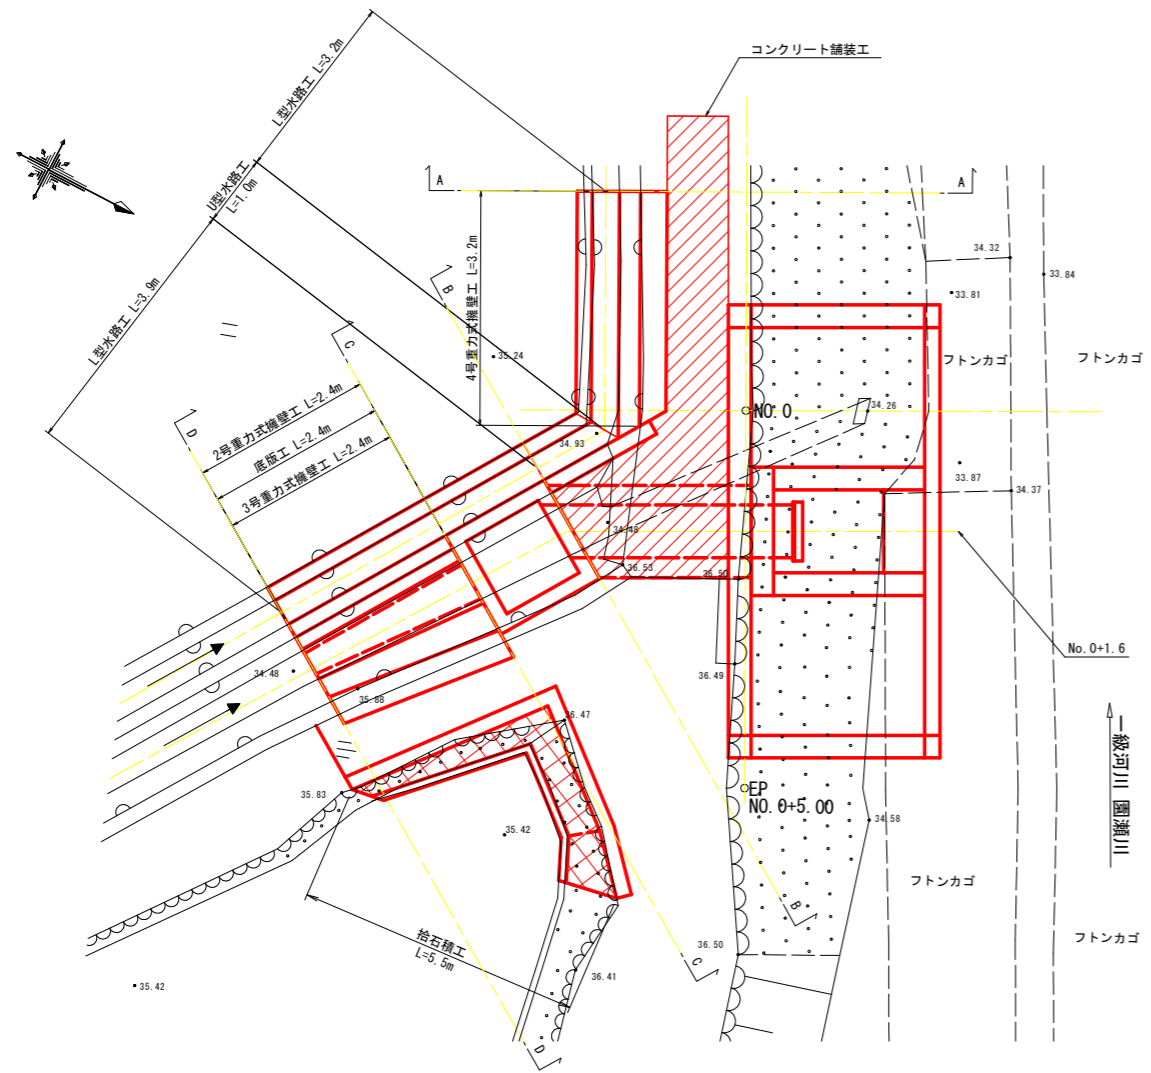 コンクリート舗装工
L型水路工 L=3.2m
U型水路工
L=1.0m
L型水路工 L=3.9m
A
A
4号重力式擁壁工 L=3.2m
B
C
D
2号重力式擁壁工 L=2.4m
底版工 L=2.4m
3号重力式擁壁工 L=2.4m
34.32
33.84
33.81
35.24
フトンカゴ
フトンカゴ
NO.0
34.26
34.93
33.87
34.37
34.48
36.53
36.50
No.0+1.6
34.48
36.49
35.88
36.47
一級河川 園瀬川
35.83
EP
NO.0+5.00
35.42
34.58
フトンカゴ
B
拾石積工
L=5.5m
36.50
フトンカゴ
C
36.41
35.42
D